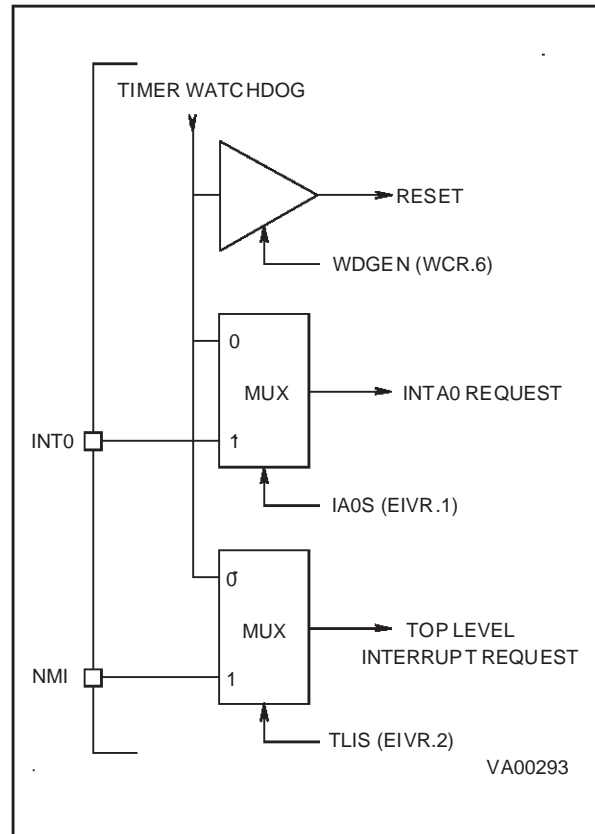 TIMER WATCHDOG
RESET
WDGEN (WCR.6)
0
MUX
INTA0 REQUEST
INT0
1
IA0S (EIVR.1)
0
MUX
TOP LEVEL
INTERRUPT REQUEST
NMI
1
TLIS (EIVR.2)
VA00293